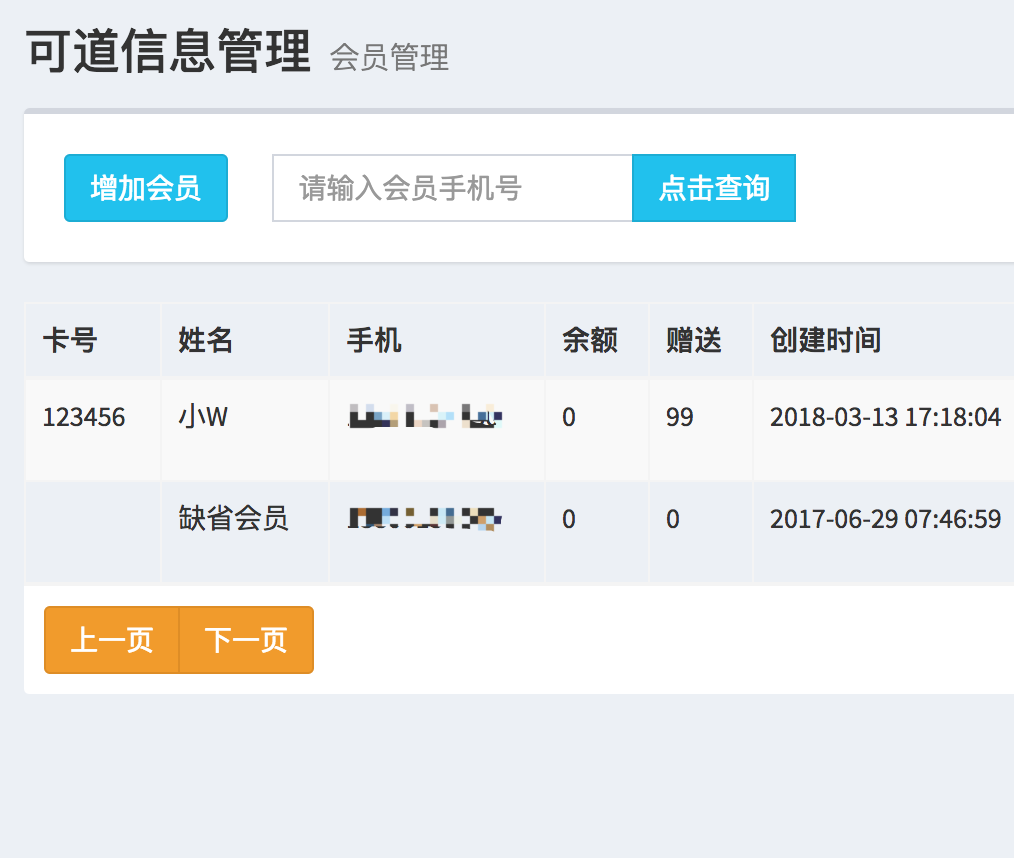 可道信息管理 会员管理
增加会员 请输入会员手机号 点击查询
卡号 姓名 手机 余额 赠送 创建时间
123456 小W 0 99 2018-03-13 17:18:04
缺省会员 0 0 2017-06-29 07:46:59
上一页 下一页